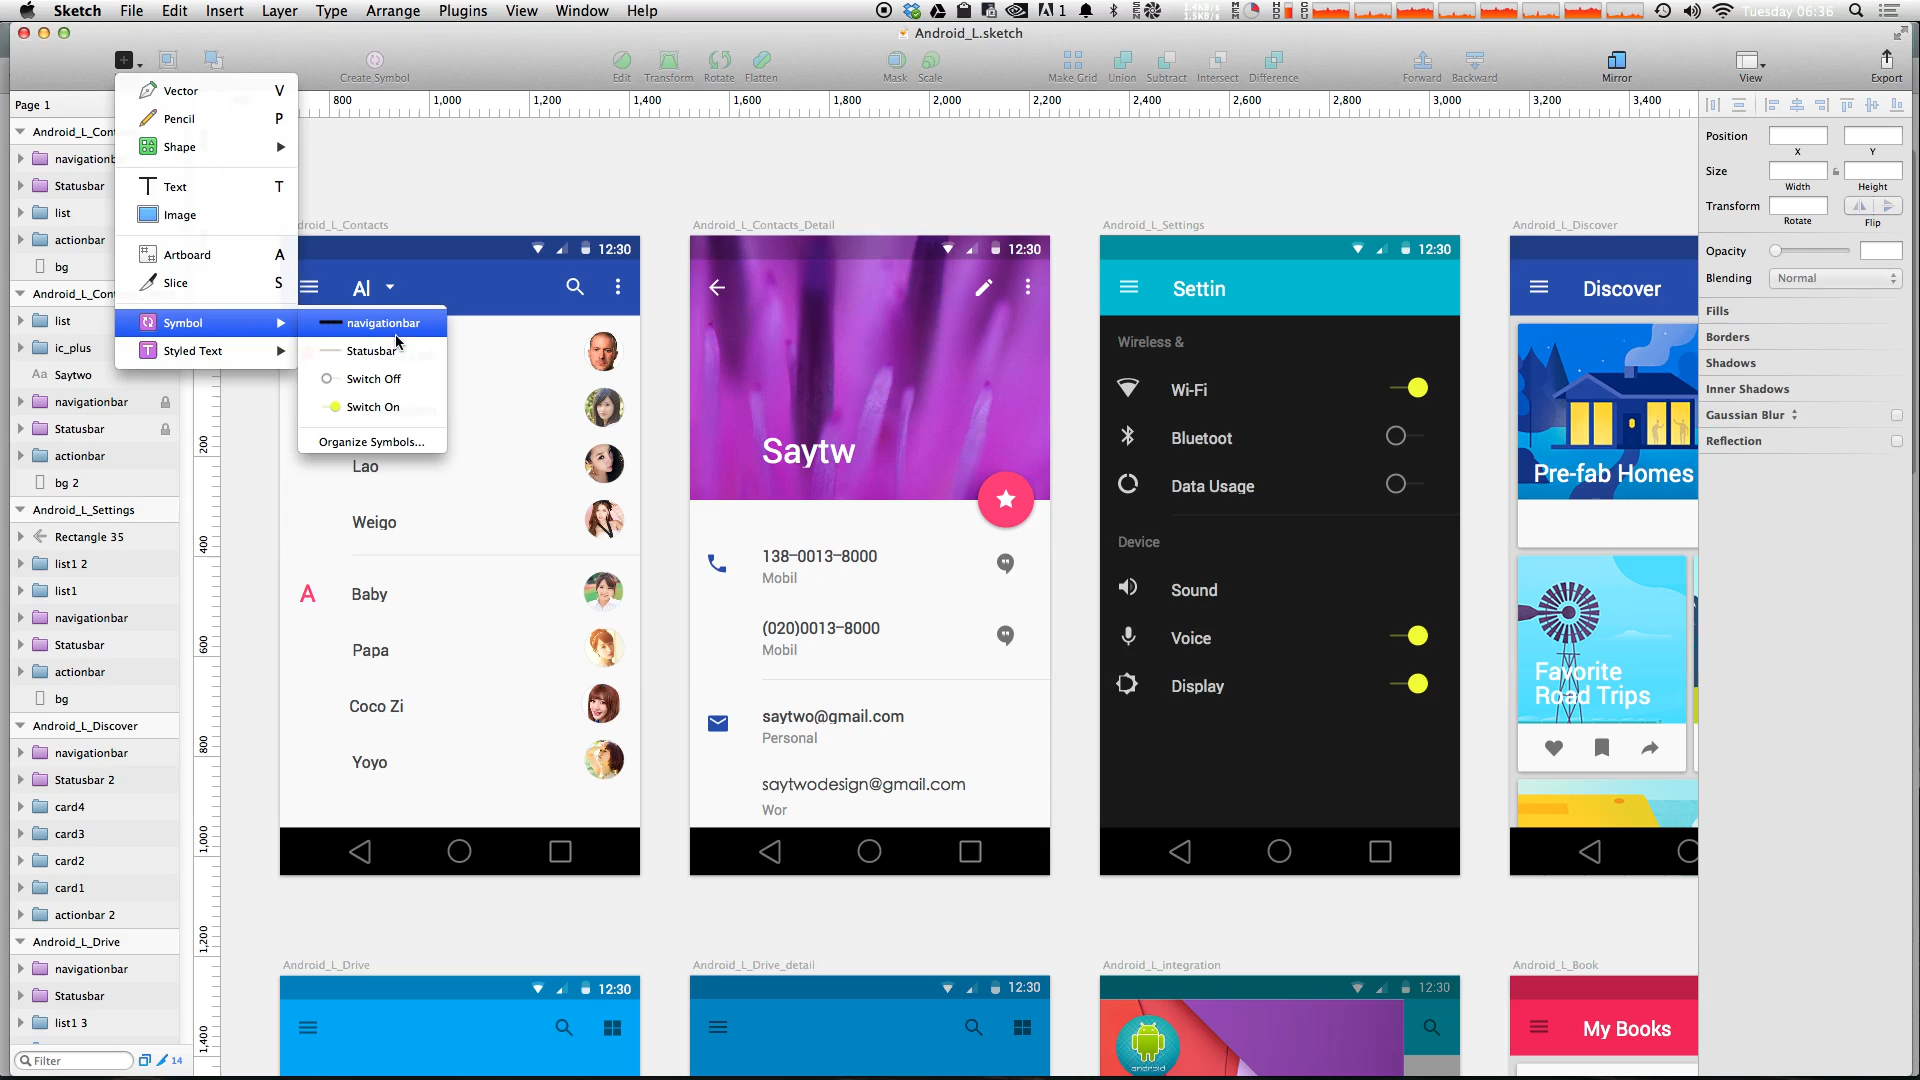 Sketch File Edit Insert Layer Type Arrange Plugins View Window Help
1
Tuesday 06:36
Android_L.sketch
Create Symbol
Edit Transform Rotate Flatten
Mask Scale
Make Grid Union Subtract Intersect Difference
Forward Backward
Mirror
View
Export
Page 1
800 1,000 1,200 1,400 1,600 1,800 2,000 2,200 2,400 2,600 2,800 3,000 3,200 3,400
Vector V
Pencil P
Shape
Text T
Image
Artboard A
Slice S
Symbol
Styled Text
navigationbar
Statusbar
Switch Off
Switch On
Organize Symbols...
Android_L_Con
navigationb
Statusbar
list
actionbar
bg
Android_L_Con
list
ic_plus
Aa Saytwo
navigationbar
Statusbar
actionbar
bg 2
Android_L_Settings
Rectangle 35
list1 2
list1
navigationbar
Statusbar
actionbar
bg
Android_L_Discover
navigationbar
Statusbar 2
card4
card3
card2
card1
actionbar 2
Android_L_Drive
navigationbar
Statusbar
list1 3
Filter
14
200
400
600
800
1,000
1,200
1,400
droid_L_Contacts
12:30
Al
Lao
Weigo
A Baby
Papa
Coco Zi
Yoyo
Android_L_Contacts_Detail
12:30
Saytw
138-0013-8000
Mobil
(020)0013-8000
Mobil
saytwo@gmail.com
Personal
saytwodesign@gmail.com
Wor
Android_L_Settings
12:30
Settin
Wireless &
Wi-Fi
Bluetoot
Data Usage
Device
Sound
Voice
Display
Android_L_Discover
Discover
Pre-fab Homes
Favorite
Road Trips
Android_L_Drive
12:30
Android_L_Drive_detail
12:30
Android_L_integration
12:30
android
Android_L_Book
My Books
Position
X Y
Size
Width Height
Transform
Rotate Flip
Opacity
Blending Normal
Fills
Borders
Shadows
Inner Shadows
Gaussian Blur
Reflection